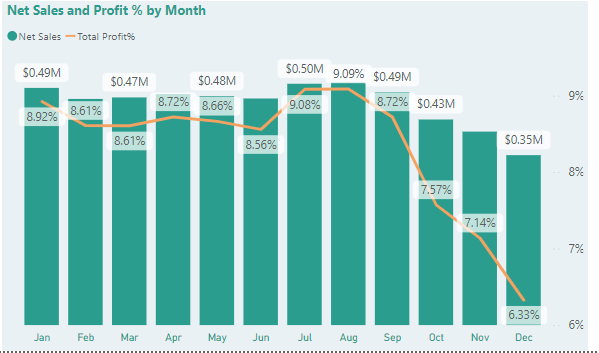 Net Sales and Profit % by Month
Net Sales Total Profit%
$0.49M $0.47M $0.48M $0.50M 9.09% $0.49M $0.43M $0.35M
8.92% 8.61% 8.61% 8.72% 8.66% 8.56% 9.08% 8.72% 7.57% 7.14% 6.33%
9%
8%
7%
6%
Jan Feb Mar Apr May Jun Jul Aug Sep Oct Nov Dec